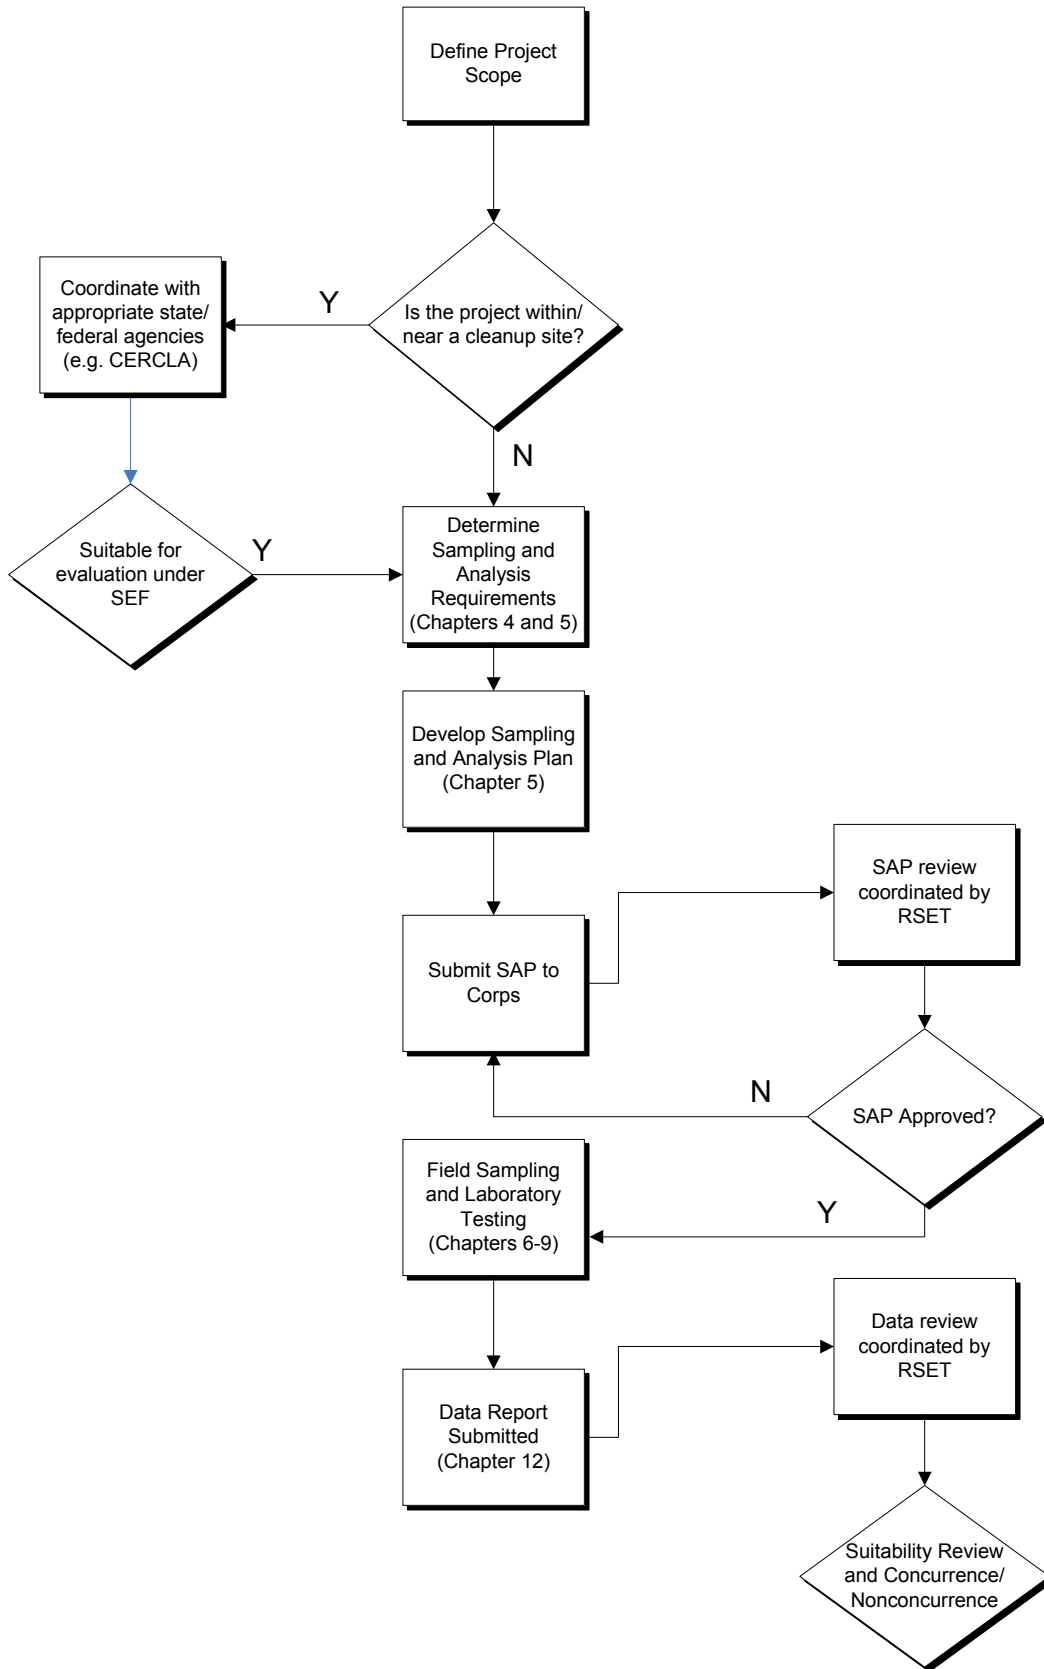 Define Project
Scope
Is the project within/
near a cleanup site?
Y
Coordinate with
appropriate state/
federal agencies
(e.g. CERCLA)
N
Suitable for
evaluation under
SEF
Y
Determine
Sampling and
Analysis
Requirements
(Chapters 4 and 5)
Develop Sampling
and Analysis Plan
(Chapter 5)
Submit SAP to
Corps
SAP review
coordinated by
RSET
SAP Approved?
N
Y
Field Sampling
and Laboratory
Testing
(Chapters 6-9)
Data Report
Submitted
(Chapter 12)
Data review
coordinated by
RSET
Suitability Review
and Concurrence/
Nonconcurrence